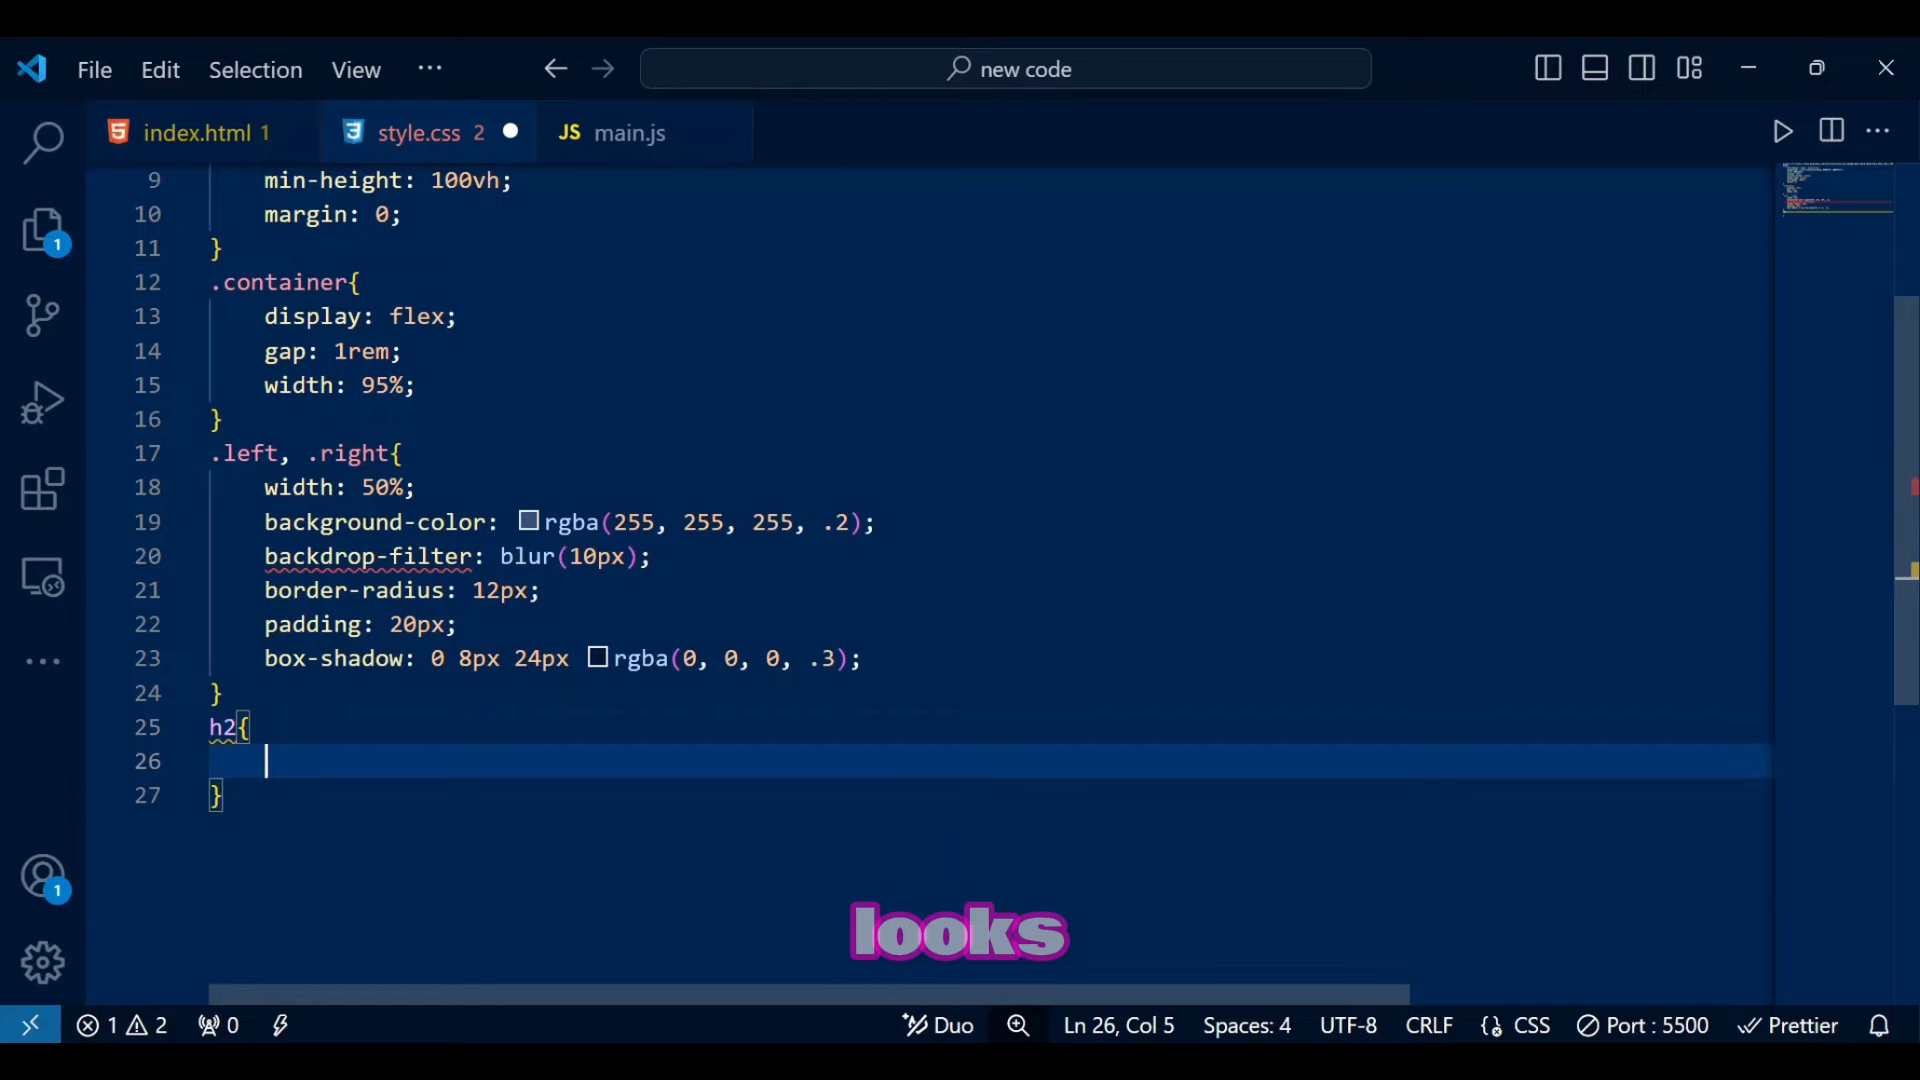 File Edit Selection View ... new code
index.html 1 style.css 2 JS main.js
9 min-height: 100vh;
10 margin: 0;
11 }
12 .container{
13 display: flex;
14 gap: 1rem;
15 width: 95%;
16 }
17 .left, .right{
18 width: 50%;
19 background-color: rgba(255, 255, 255, .2);
20 backdrop-filter: blur(10px);
21 border-radius: 12px;
22 padding: 20px;
23 box-shadow: 0 8px 24px rgba(0, 0, 0, .3);
24 }
25 h2{
26
27 }
1
1
looks
1 2 0 Duo Ln 26, Col 5 Spaces: 4 UTF-8 CRLF CSS Port : 5500 Prettier